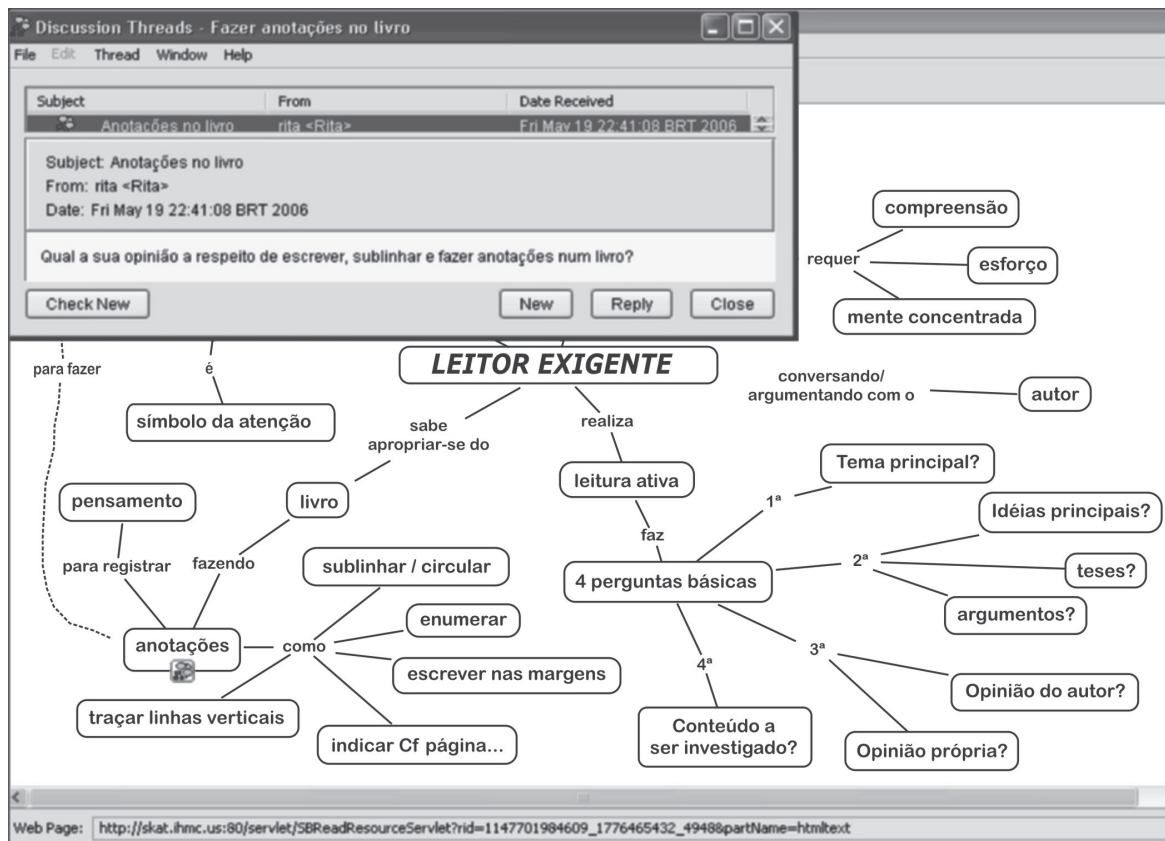 Discussion Threads - Fazer anotações no livro
File Edit Thread Window Help
Subject From Date Received
Anotações no livro rita <Rita> Fri May 19 22:41:08 BRT 2006
Subject: Anotações no livro
From: rita <Rita>
Date: Fri May 19 22:41:08 BRT 2006
Qual a sua opinião a respeito de escrever, sublinhar e fazer anotações num livro?
Check New New Reply Close
compreensão
requer
esforço
mente concentrada
LEITOR EXIGENTE
para fazer
é
símbolo da atenção
conversando/
argumentando com o
autor
sabe
apropriar-se do
realiza
livro
leitura ativa
pensamento
para registrar
fazendo
faz
4 perguntas básicas
1ª
Tema principal?
2ª
Idéias principais?
teses?
argumentos?
3ª
Opinião do autor?
Opinião própria?
4ª
Conteúdo a
ser investigado?
anotações
como
sublinhar / circular
enumerar
escrever nas margens
indicar Cf página...
traçar linhas verticais
Web Page: http://skat.ihmc.us:80/servlet/SBReadResourceServlet?rid=1147701984609_1776465432_4948&partName=htmltext